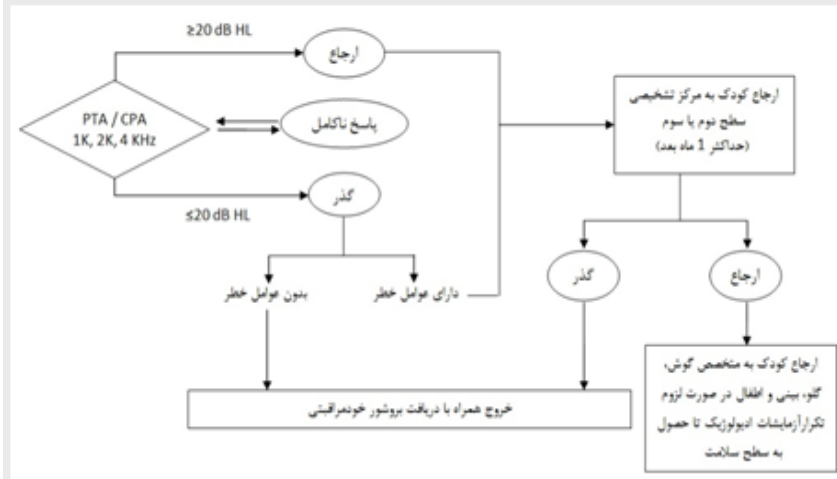 ≥20 dB HL
ارجاع
PTA / CPA
1K, 2K, 4 KHz
پاسخ ناکامل
≤20 dB HL
گذر
بدون عوامل خطر
دارای عوامل خطر
ارجاع کودک به مرکز تشخیصی
سطح دوم یا سوم
(حداکثر 1 ماه بعد)
گذر
ارجاع
خروج همراه با دریافت بروشور خودمراقبتی
ارجاع کودک به متخصص گوش،
گلو، بینی و اطفال در صورت لزوم
تکرارآزمایشات ادیولوژیک تا حصول
به سطح سلامت